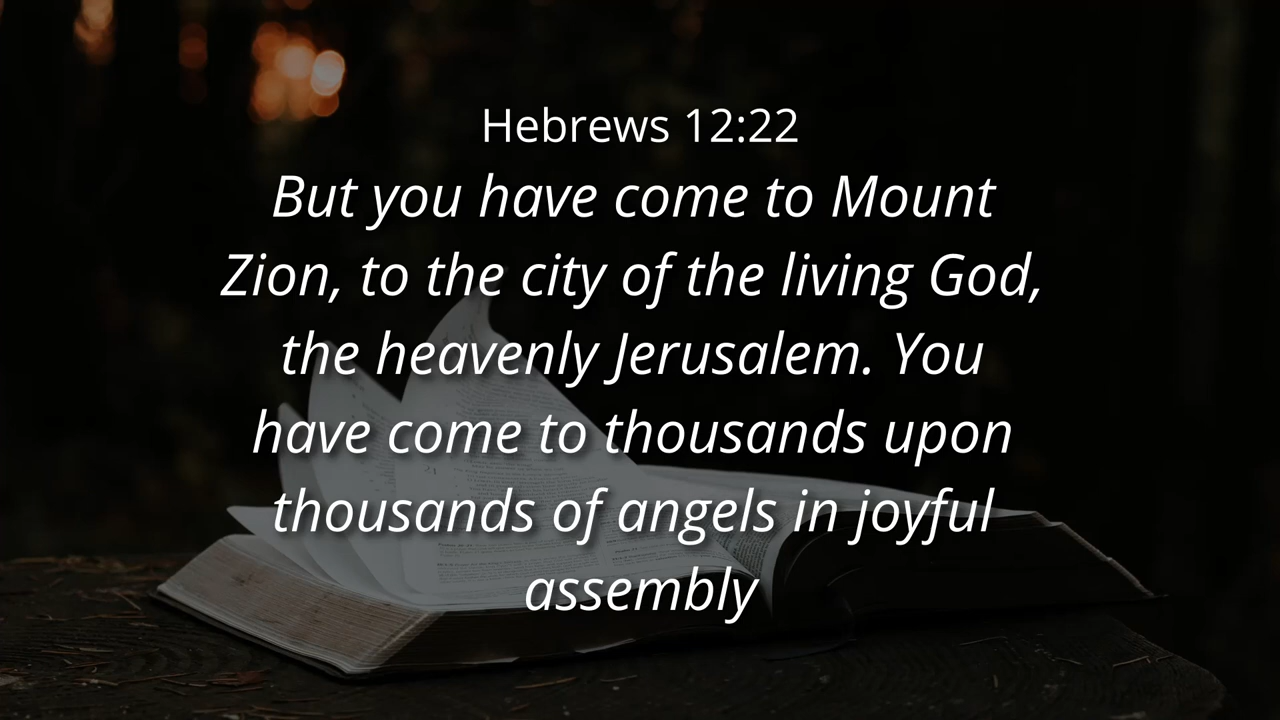 Hebrews 12:22
But you have come to Mount
Zion, to the city of the living God,
the heavenly Jerusalem. You
have come to thousands upon
thousands of angels in joyful
assembly